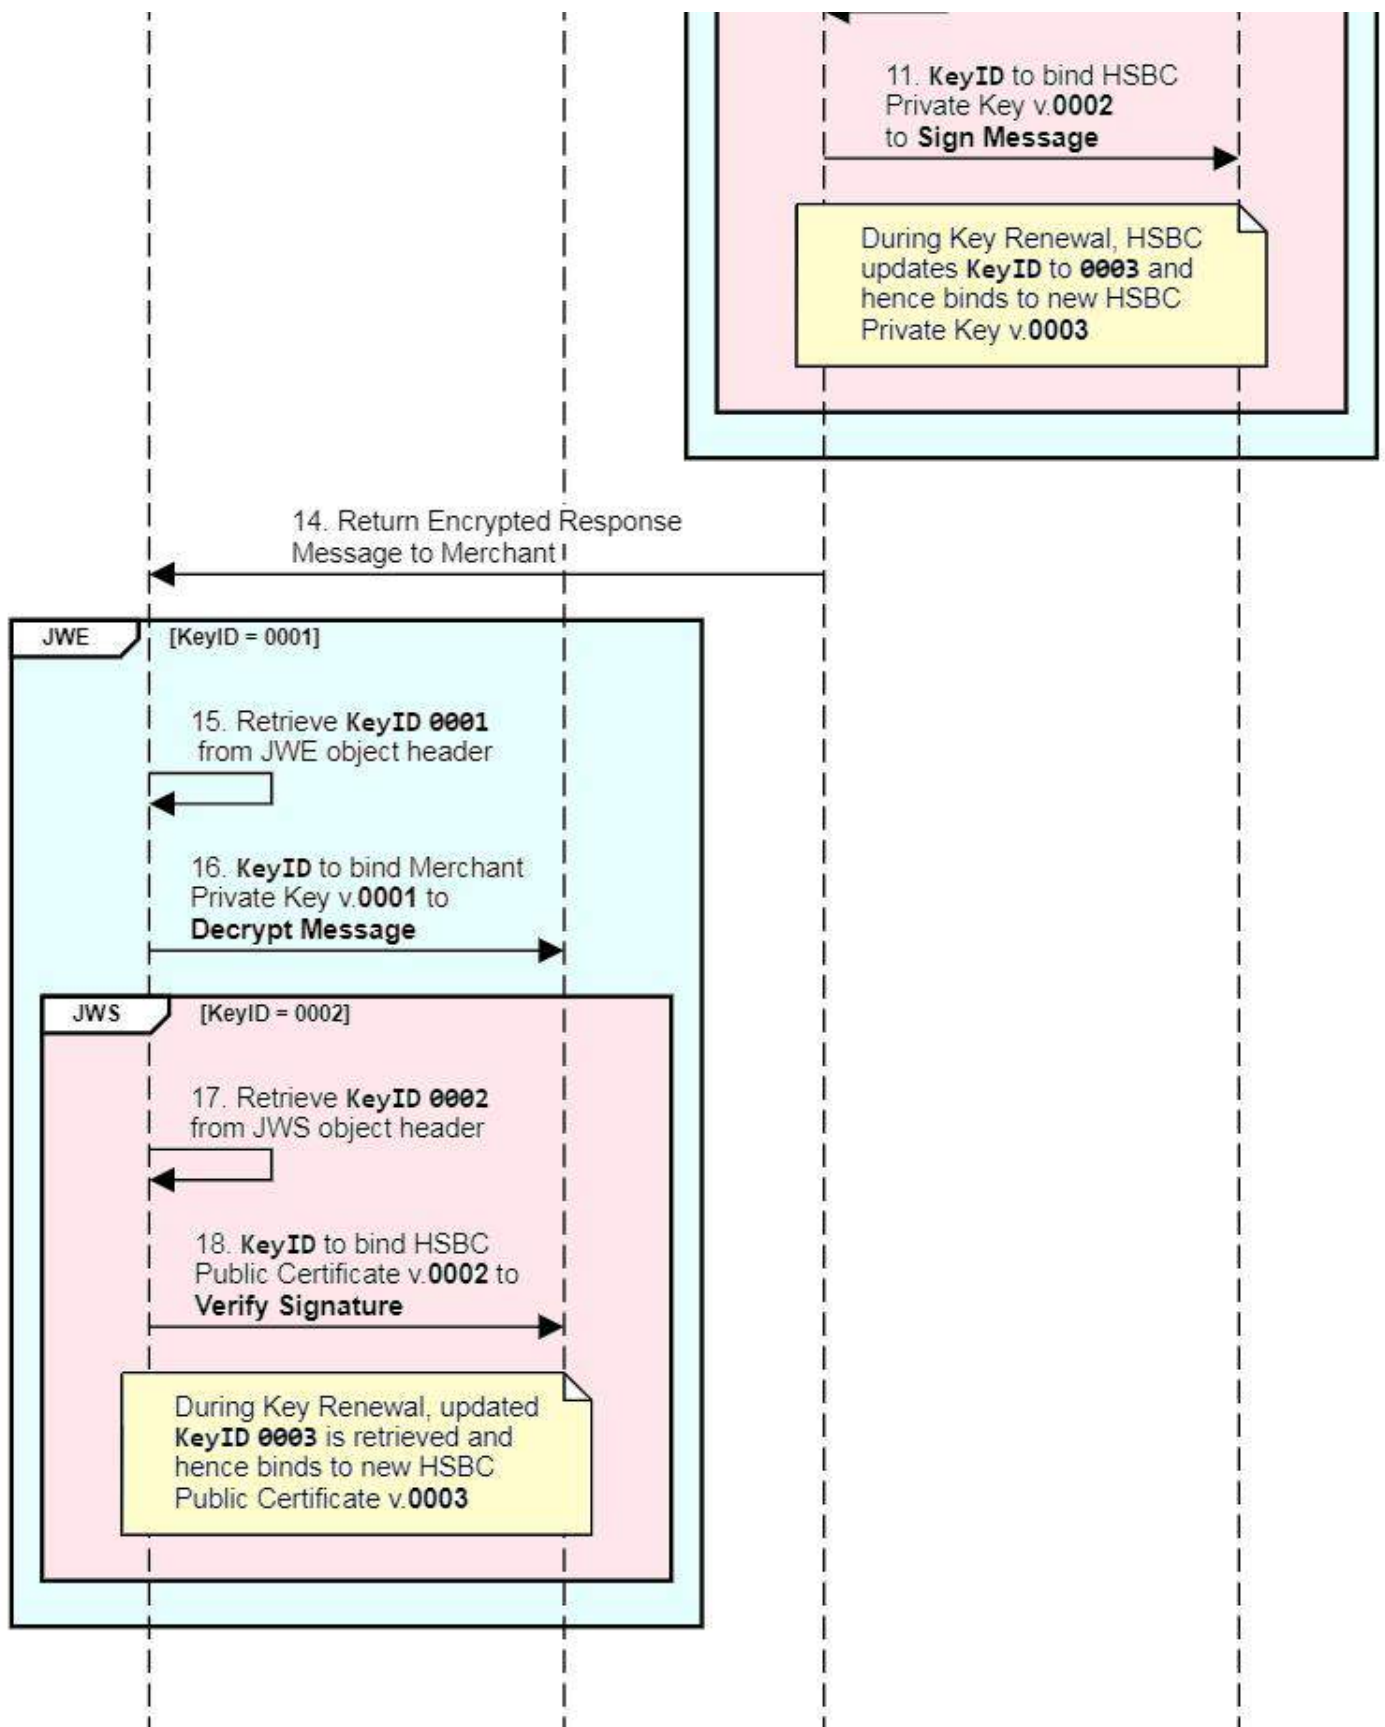 11. KeyID to bind HSBC
Private Key v.0002
to Sign Message
During Key Renewal, HSBC
updates KeyID to 0003 and
hence binds to new HSBC
Private Key v.0003
14. Return Encrypted Response
Message to Merchant
JWE
[KeyID = 0001]
15. Retrieve KeyID 0001
from JWE object header
16. KeyID to bind Merchant
Private Key v.0001 to
Decrypt Message
JWS
[KeyID = 0002]
17. Retrieve KeyID 0002
from JWS object header
18. KeyID to bind HSBC
Public Certificate v.0002 to
Verify Signature
During Key Renewal, updated
KeyID 0003 is retrieved and
hence binds to new HSBC
Public Certificate v.0003